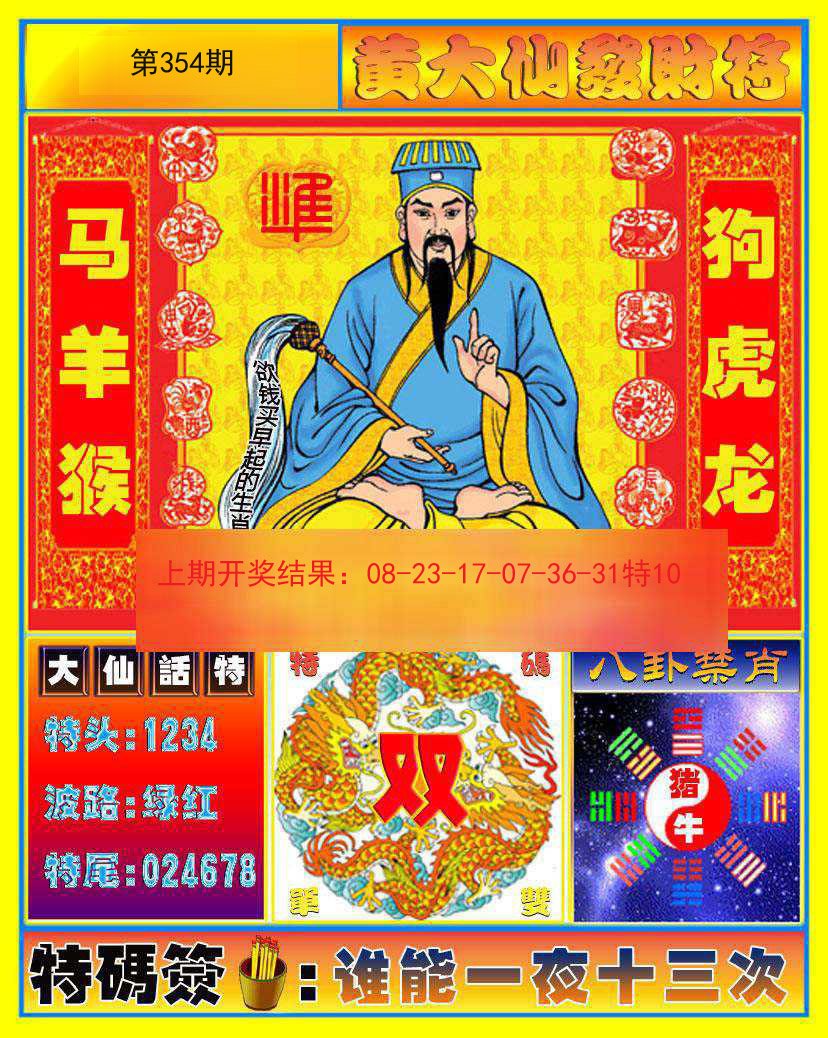 第354期
黄大仙發財符
马羊猴
狗虎龙
欲钱买早起的生肖
上期开奖结果：08-23-17-07-36-31特10
大仙話特
特头:1234
波路:绿红
特尾:024678
特 碼
双
單 雙
八卦禁肖
猪
牛
特碼簽:谁能一夜十三次